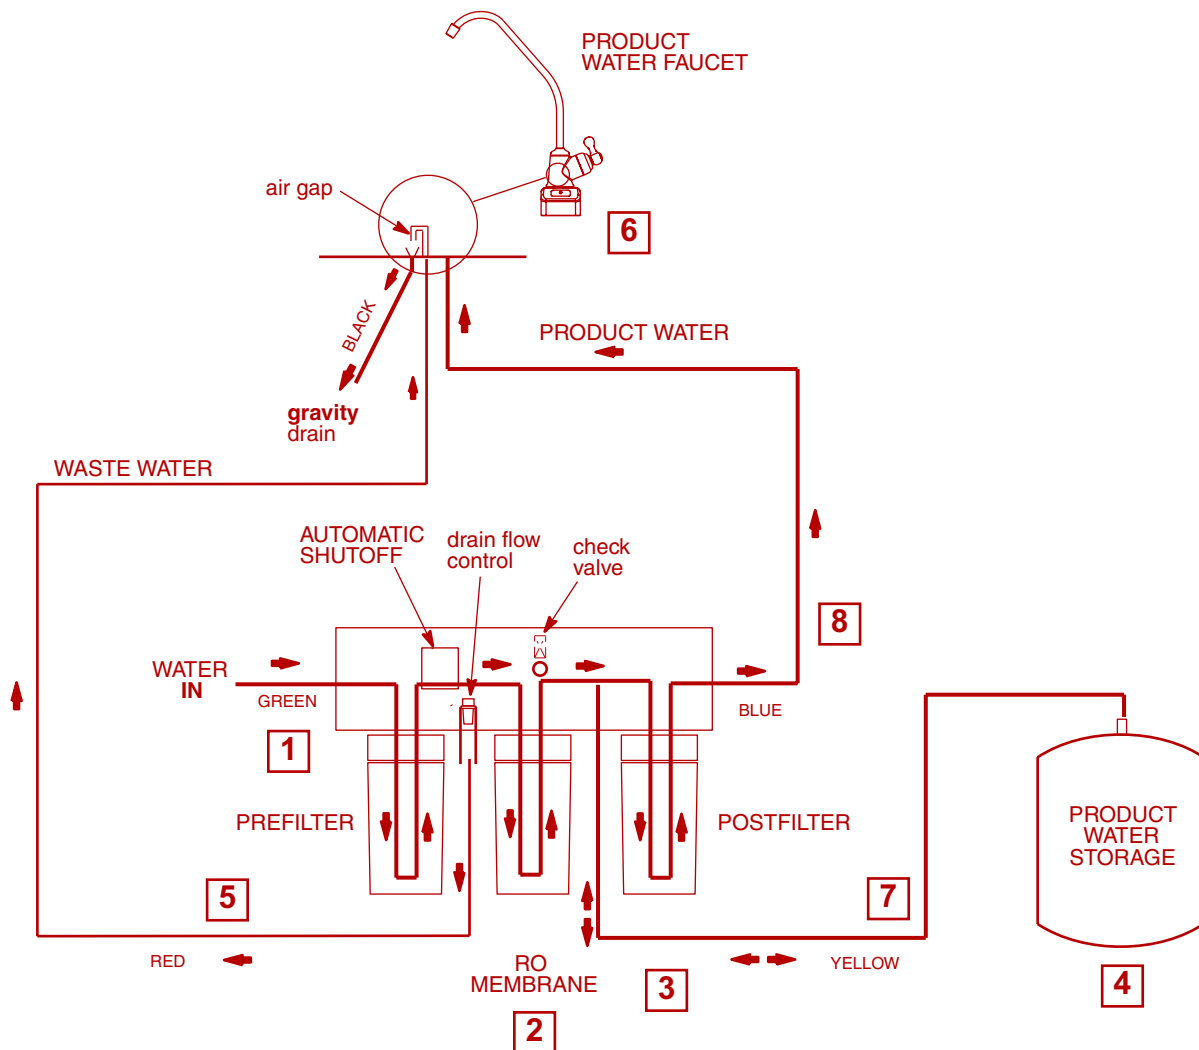 PRODUCT
WATER FAUCET
air gap
6
BLACK
PRODUCT WATER
gravity
drain
WASTE WATER
AUTOMATIC
SHUTOFF
drain flow
control
check
valve
8
WATER
IN
GREEN
BLUE
1
PREFILTER
POSTFILTER
PRODUCT
WATER
STORAGE
5
7
RED
RO
MEMBRANE
YELLOW
3
4
2